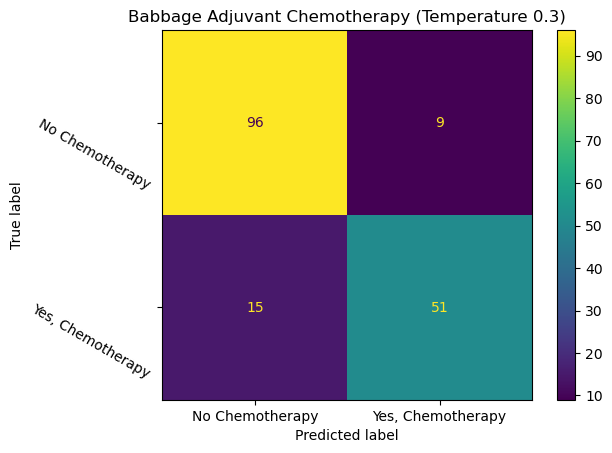 Babbage Adjuvant Chemotherapy (Temperature 0.3)
No Chemotherapy
Yes, Chemotherapy
True label
96
9
15
51
No Chemotherapy
Yes, Chemotherapy
Predicted label
90
80
70
60
50
40
30
20
10